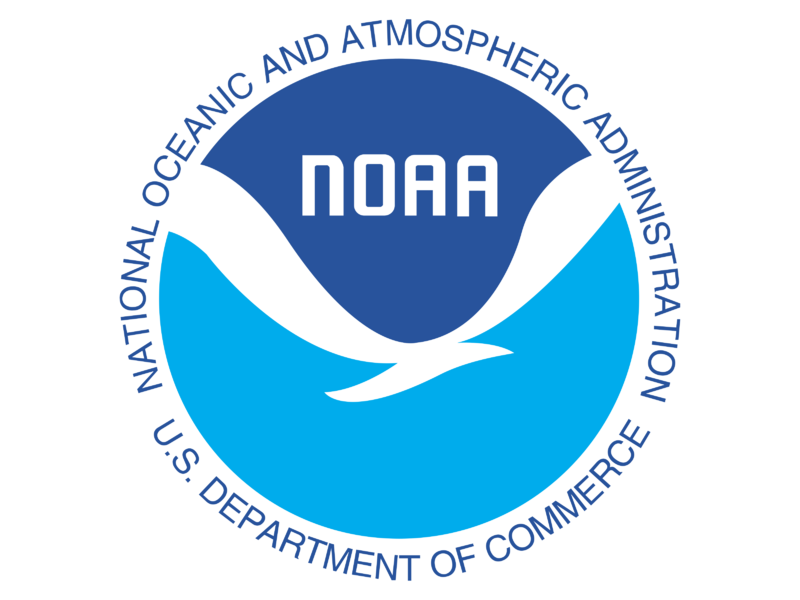 NATIONAL OCEANIC AND ATMOSPHERIC ADMINISTRATION
NOAA
U.S. DEPARTMENT OF COMMERCE